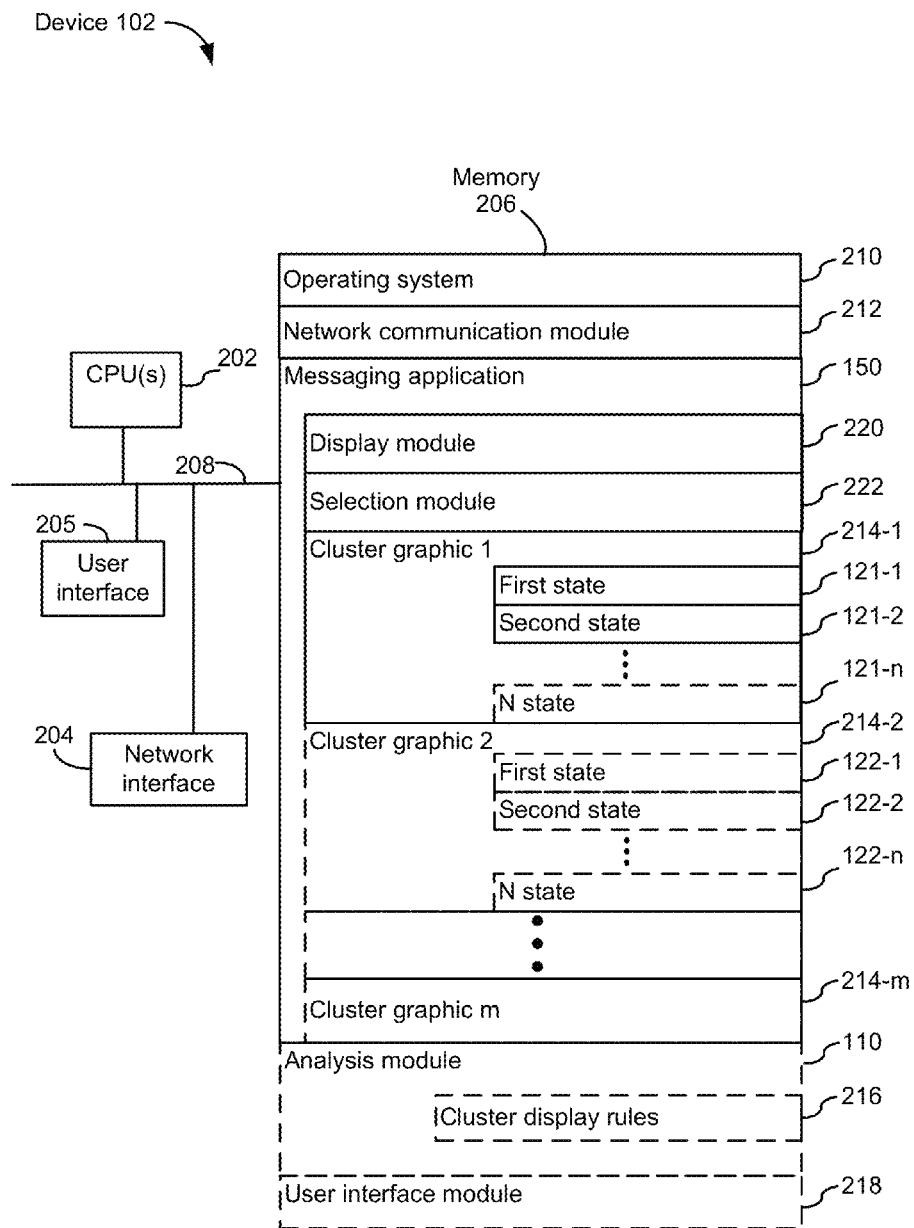 Device 102
Memory
206
Operating system
210
Network communication module
212
CPU(s)
202
Messaging application
150
Display module
220
208
Selection module
222
205
User
interface
Cluster graphic 1
214-1
First state
121-1
Second state
121-2
N state
121-n
204
Network
interface
Cluster graphic 2
214-2
First state
122-1
Second state
122-2
N state
122-n
Cluster graphic m
214-m
Analysis module
110
Cluster display rules
216
User interface module
218